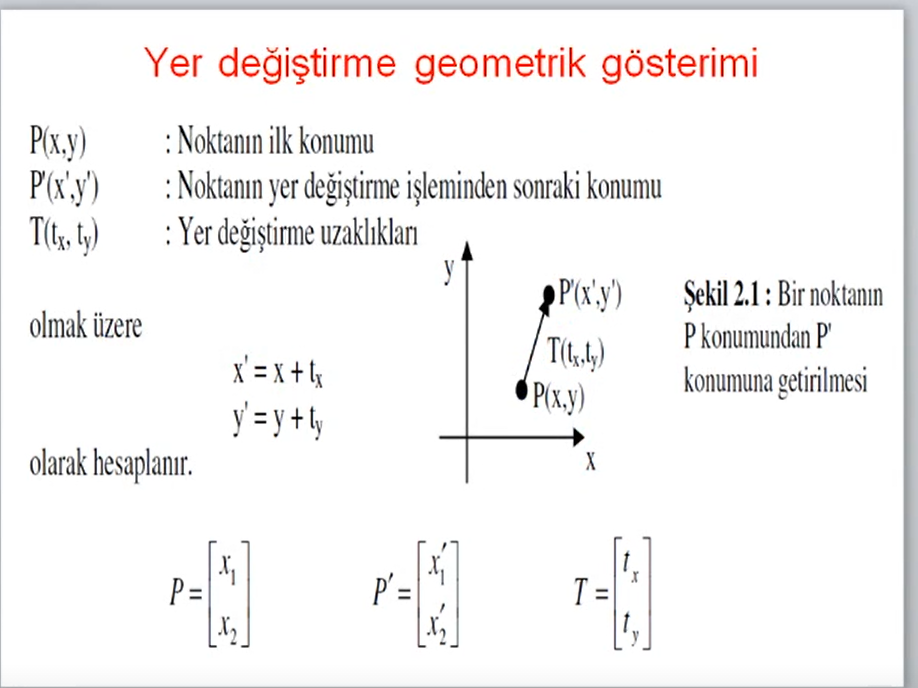 Yer değiştirme geometrik gösterimi
P(x,y) : Noktanın ilk konumu
P'(x',y') : Noktanın yer değiştirme işleminden sonraki konumu
T(tx, ty) : Yer değiştirme uzaklıkları
olmak üzere
x' = x + tx
y' = y + ty
olarak hesaplanır.
y
P'(x',y')
T(tx,ty)
P(x,y)
x
Şekil 2.1 : Bir noktanın
P konumundan P'
konumuna getirilmesi
P = [x1 x2] P' = [x1' x2'] T = [tx ty]